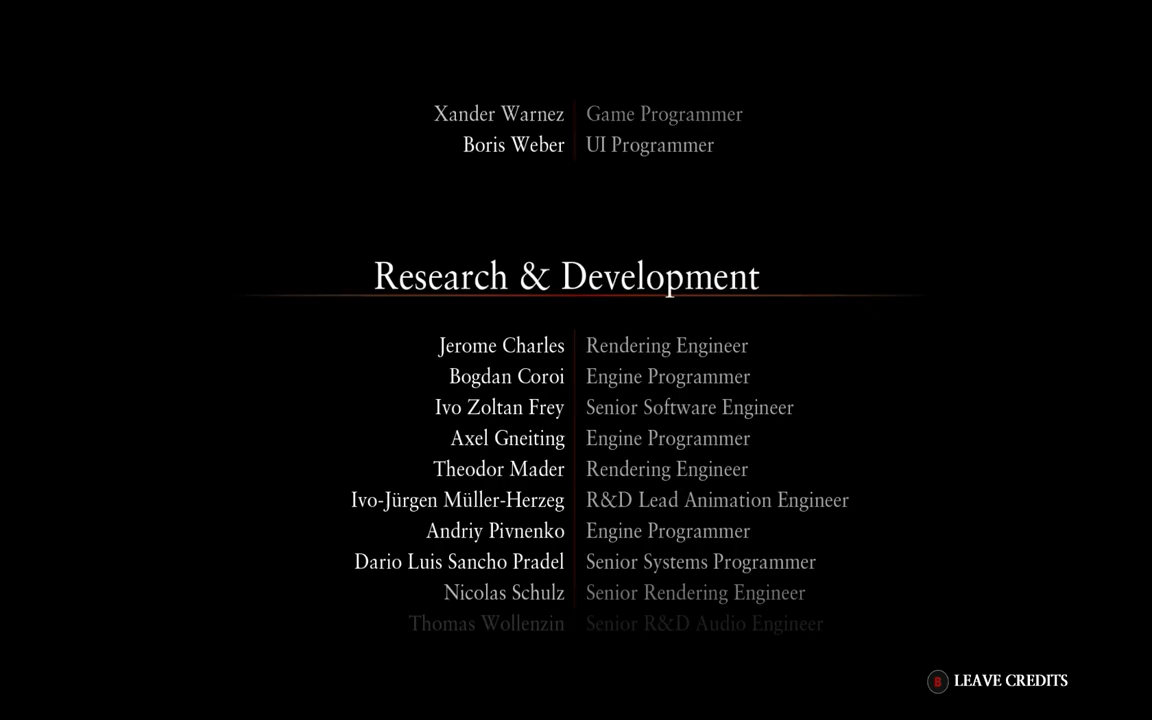 Xander Warnez Game Programmer
Boris Weber UI Programmer
Research & Development
Jerome Charles Rendering Engineer
Bogdan Coroi Engine Programmer
Ivo Zoltan Frey Senior Software Engineer
Axel Gneiting Engine Programmer
Theodor Mader Rendering Engineer
Ivo-Jürgen Müller-Herzeg R&D Lead Animation Engineer
Andriy Pivnenko Engine Programmer
Dario Luis Sancho Pradel Senior Systems Programmer
Nicolas Schulz Senior Rendering Engineer
Thomas Wollenzin Senior R&D Audio Engineer
B LEAVE CREDITS